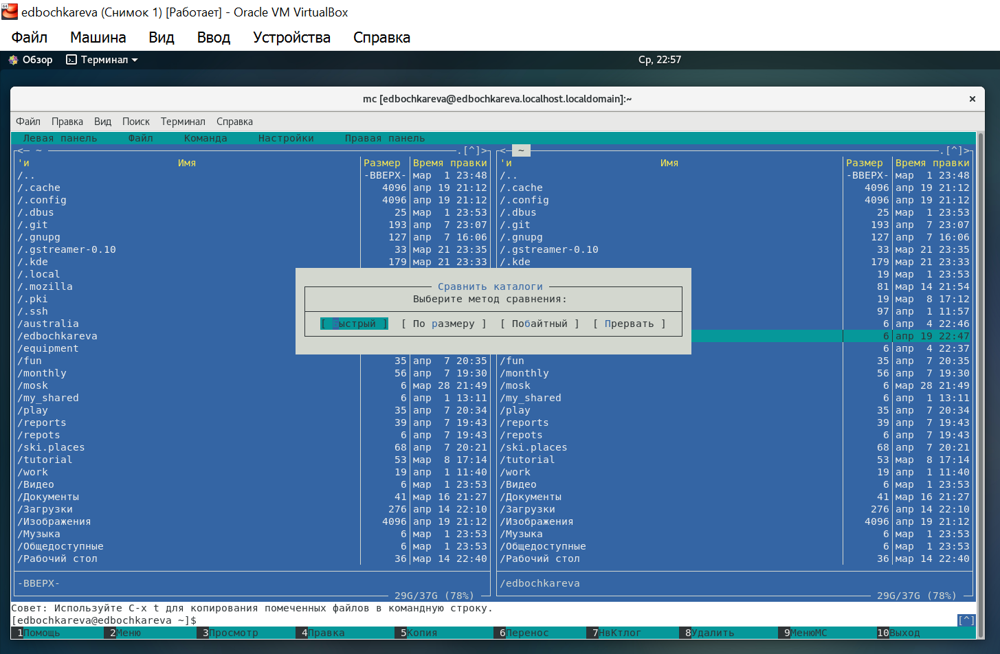 edbochkareva (Снимок 1) [Работает] - Oracle VM VirtualBox
Файл Машина Вид Ввод Устройства Справка
Обзор Терминал Ср, 22:57
mc [edbochkareva@edbochkareva.localhost.localdomain]:~
Файл Правка Вид Поиск Терминал Справка
Левая панель Файл Команда Настройки Правая панель
<─ ~ .[^]> <─ ~ .[^]>
'и Имя Размер Время правки 'и Имя Размер Время правки
/.. -ВВЕРХ- мар 1 23:48 /.. -ВВЕРХ- мар 1 23:48
/.cache 4096 апр 19 21:12 /.cache 4096 апр 19 21:12
/.config 4096 апр 19 21:12 /.config 4096 апр 19 21:12
/.dbus 25 мар 1 23:53 /.dbus 25 мар 1 23:53
/.git 193 апр 7 23:07 /.git 193 апр 7 23:07
/.gnupg 127 апр 7 16:06 /.gnupg 127 апр 7 16:06
/.gstreamer-0.10 33 мар 21 23:35 /.gstreamer-0.10 33 мар 21 23:35
/.kde 179 мар 21 23:33 /.kde 179 мар 21 23:33
/.local 19 мар 1 23:53
/.mozilla Сравнить каталоги 81 мар 14 21:54
/.pki Выберите метод сравнения: 19 мар 8 17:12
/.ssh 97 апр 1 11:57
/australia [ Быстрый ] [ По размеру ] [ Побайтный ] [ Прервать ] 6 апр 4 22:46
/edbochkareva 6 апр 19 22:47
/equipment 6 апр 4 22:37
/fun 35 апр 7 20:35 /fun 35 апр 7 20:35
/monthly 56 апр 7 19:30 /monthly 56 апр 7 19:30
/mosk 6 мар 28 21:49 /mosk 6 мар 28 21:49
/my_shared 6 апр 1 13:11 /my_shared 6 апр 1 13:11
/play 35 апр 7 20:34 /play 35 апр 7 20:34
/reports 39 апр 7 19:43 /reports 39 апр 7 19:43
/repots 6 апр 7 19:43 /repots 6 апр 7 19:43
/ski.places 68 апр 7 20:21 /ski.places 68 апр 7 20:21
/tutorial 53 мар 8 17:14 /tutorial 53 мар 8 17:14
/work 19 апр 1 11:40 /work 19 апр 1 11:40
/Видео 6 мар 1 23:53 /Видео 6 мар 1 23:53
/Документы 41 мар 16 21:27 /Документы 41 мар 16 21:27
/Загрузки 276 апр 14 22:10 /Загрузки 276 апр 14 22:10
/Изображения 4096 апр 19 21:12 /Изображения 4096 апр 19 21:12
/Музыка 6 мар 1 23:53 /Музыка 6 мар 1 23:53
/Общедоступные 6 мар 1 23:53 /Общедоступные 6 мар 1 23:53
/Рабочий стол 36 мар 14 22:40 /Рабочий стол 36 мар 14 22:40
-ВВЕРХ- /edbochkareva
29G/37G (78%) 29G/37G (78%)
Совет: Используйте C-x t для копирования помеченных файлов в командную строку.
[edbochkareva@edbochkareva ~]$ [^]
1Помощь 2Меню 3Просмотр 4Правка 5Копия 6Перенос 7НвКтлог 8Удалить 9МенюМС 10Выход